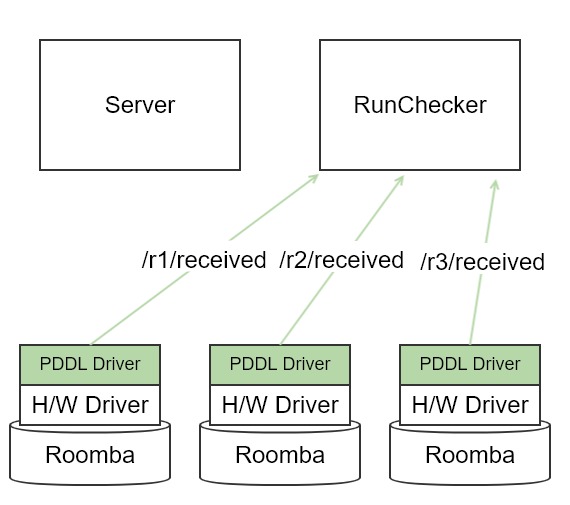 Server
RunChecker
/r1/received
/r2/received
/r3/received
PDDL Driver
PDDL Driver
PDDL Driver
H/W Driver
H/W Driver
H/W Driver
Roomba
Roomba
Roomba